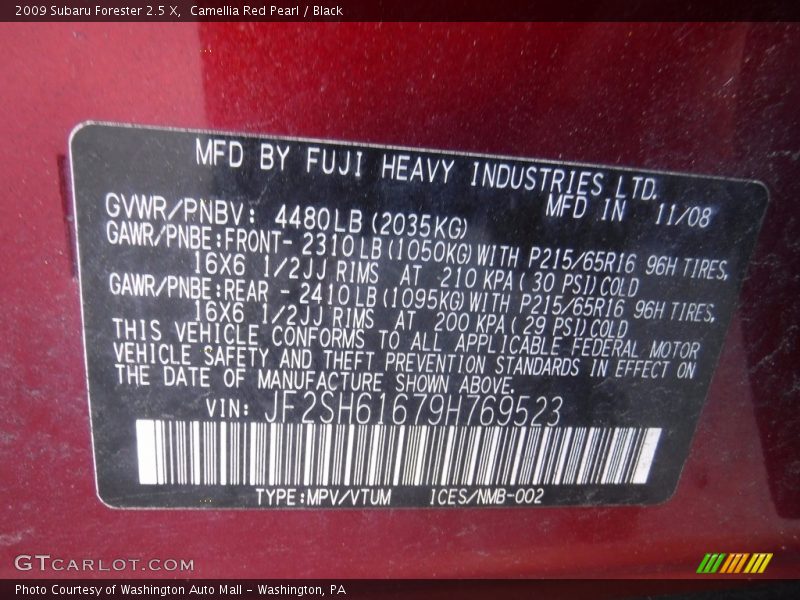 2009 Subaru Forester 2.5 X, Camellia Red Pearl / Black
MFD BY FUJI HEAVY INDUSTRIES LTD.
MFD IN 11/08
GVWR/PNBV: 4480LB (2035KG)
GAWR/PNBE:FRONT- 2310LB (1050KG) WITH P215/65R16 96H TIRES,
16X6 1/2JJ RIMS AT 210 KPA ( 30 PSI) COLD
GAWR/PNBE:REAR - 2410LB (1095KG) WITH P215/65R16 96H TIRES,
16X6 1/2JJ RIMS AT 200 KPA ( 29 PSI) COLD
THIS VEHICLE CONFORMS TO ALL APPLICABLE FEDERAL MOTOR
VEHICLE SAFETY AND THEFT PREVENTION STANDARDS IN EFFECT ON
THE DATE OF MANUFACTURE SHOWN ABOVE.
VIN: JF2SH61679H769523
TYPE:MPV/VTUM ICES/NMB-002
GTCARLOT.COM
Photo Courtesy of Washington Auto Mall - Washington, PA